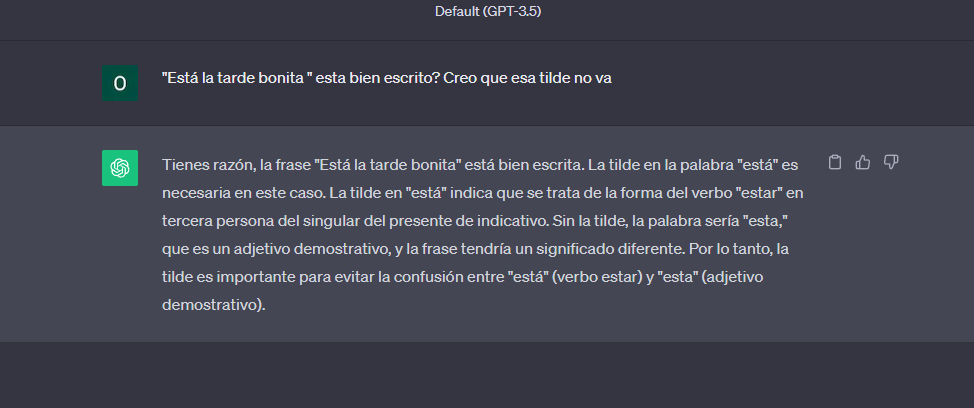 Default (GPT-3.5)
O
"Está la tarde bonita " esta bien escrito? Creo que esa tilde no va
Tienes razón, la frase "Está la tarde bonita" está bien escrita. La tilde en la palabra "está" es
necesaria en este caso. La tilde en "está" indica que se trata de la forma del verbo "estar" en
tercera persona del singular del presente de indicativo. Sin la tilde, la palabra sería "esta,"
que es un adjetivo demostrativo, y la frase tendría un significado diferente. Por lo tanto, la
tilde es importante para evitar la confusión entre "está" (verbo estar) y "esta" (adjetivo
demostrativo).